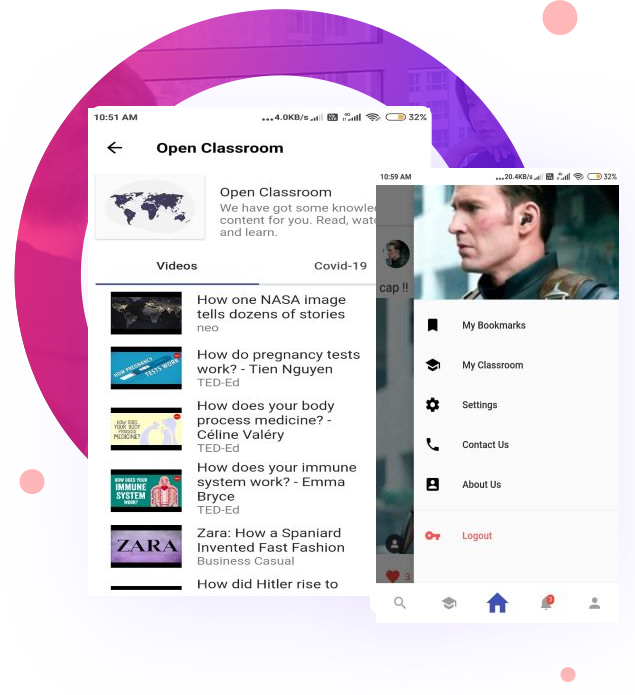 10:51 AM
...4.0KB/s
32%
Open Classroom
Open Classroom
We have got some knowle
content for you. Read, watc
and learn.
Videos
Covid-19
How one NASA image
tells dozens of stories
neo
HOW PREGNANCY
TESTS WORK
How do pregnancy tests
work? - Tien Nguyen
TED-Ed
HOW DOES
YOUR BODY
PROCESS
MEDICINE?
How does your body
process medicine? -
Céline Valéry
TED-Ed
HOW DOES YOUR
IMMUNE
SYSTEM
WORK?
How does your immune
system work? - Emma
Bryce
TED-Ed
ZARA
Zara: How a Spaniard
Invented Fast Fashion
Business Casual
How did Hitler rise to
10:59 AM
...20.4KB/s
32%
cap !!
3
My Bookmarks
My Classroom
Settings
Contact Us
About Us
Logout
3